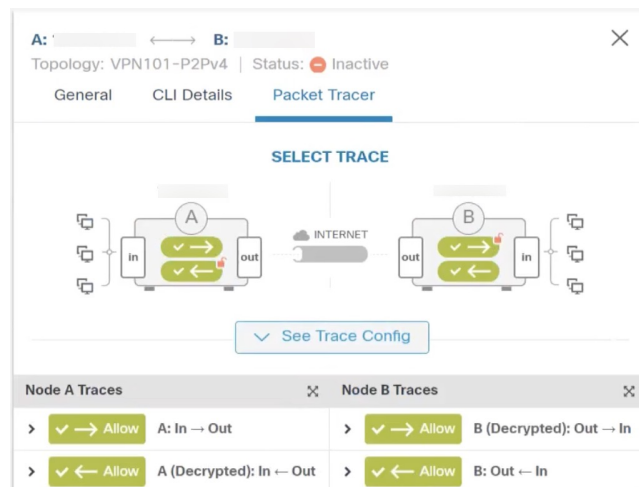 A: ⟷ B:
Topology: VPN101-P2Pv4 | Status: Inactive
General CLI Details Packet Tracer
SELECT TRACE
A B
INTERNET
in out out in
See Trace Config
Node A Traces Node B Traces
✓ → Allow A: In → Out ✓ → Allow B (Decrypted): Out → In
✓ ← Allow A (Decrypted): In ← Out ✓ ← Allow B: Out ← In